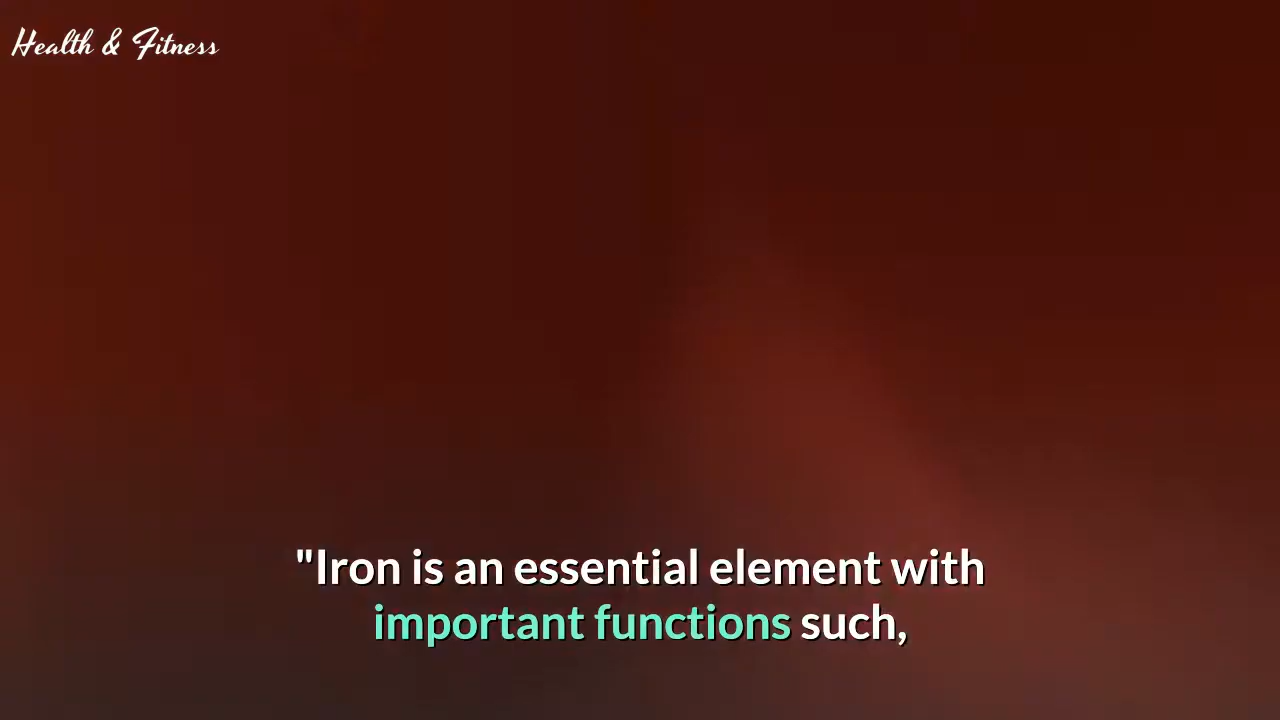 Health & Fitness
"Iron is an essential element with
important functions such,